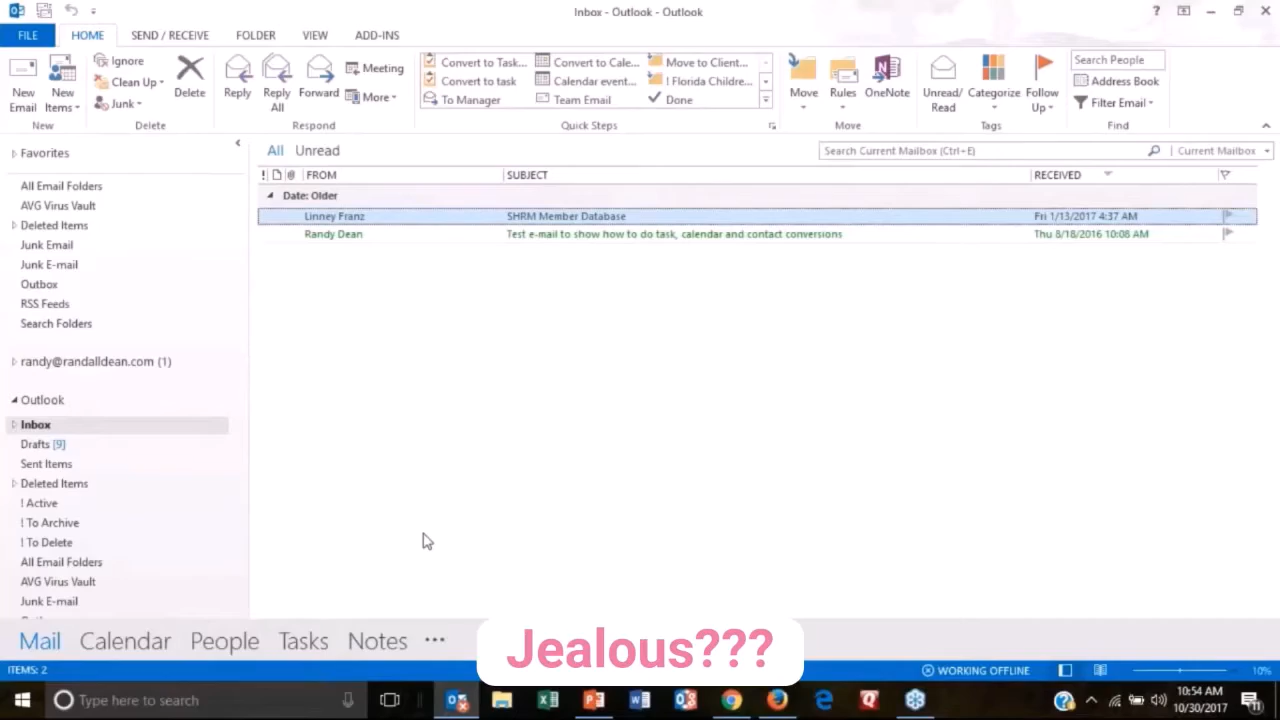 Inbox - Outlook - Outlook
?
FILE HOME SEND / RECEIVE FOLDER VIEW ADD-INS
New Email
New Items
New
Ignore
Clean Up
Junk
Delete
Delete
Reply
Reply All
Forward
Meeting
More
Respond
Convert to Task...
Convert to task
To Manager
Convert to Cale...
Calendar event...
Team Email
Move to Client...
! Florida Childre...
Done
Quick Steps
Move
Rules
OneNote
Move
Unread/ Read
Categorize
Follow Up
Tags
Search People
Address Book
Filter Email
Find
Favorites
All Email Folders
AVG Virus Vault
Deleted Items
Junk Email
Junk E-mail
Outbox
RSS Feeds
Search Folders
randy@randalldean.com (1)
Outlook
Inbox
Drafts [9]
Sent Items
Deleted Items
! Active
! To Archive
! To Delete
All Email Folders
AVG Virus Vault
Junk E-mail
All Unread
Search Current Mailbox (Ctrl+E) Current Mailbox
! FROM SUBJECT RECEIVED
Date: Older
Linney Franz SHRM Member Database Fri 1/13/2017 4:37 AM
Randy Dean Test e-mail to show how to do task, calendar and contact conversions Thu 8/18/2016 10:08 AM
Mail Calendar People Tasks Notes ...
Jealous???
ITEMS: 2 WORKING OFFLINE 10%
Type here to search
10:54 AM
10/30/2017